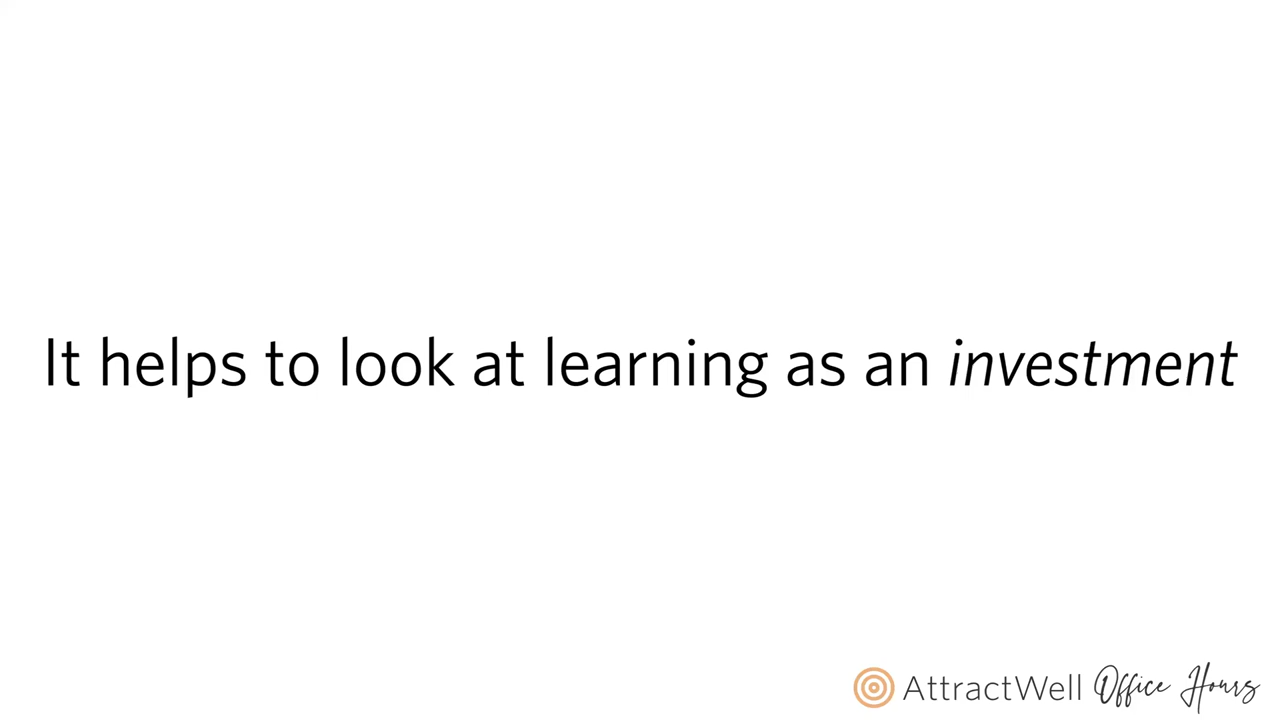 It helps to look at learning as an investment
AttractWell Office Hours